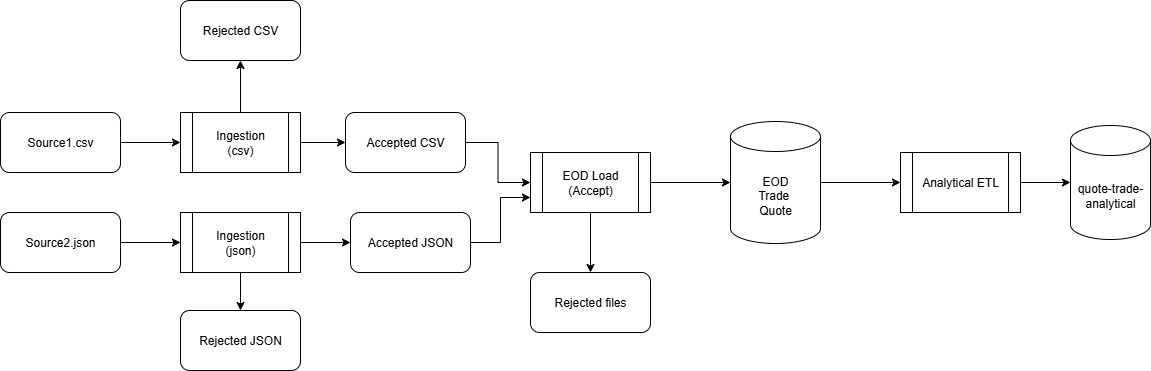 Rejected CSV
Source1.csv
Ingestion
(csv)
Accepted CSV
Source2.json
Ingestion
(json)
Accepted JSON
Rejected JSON
EOD Load
(Accept)
Rejected files
EOD
Trade
Quote
Analytical ETL
quote-trade-
analytical